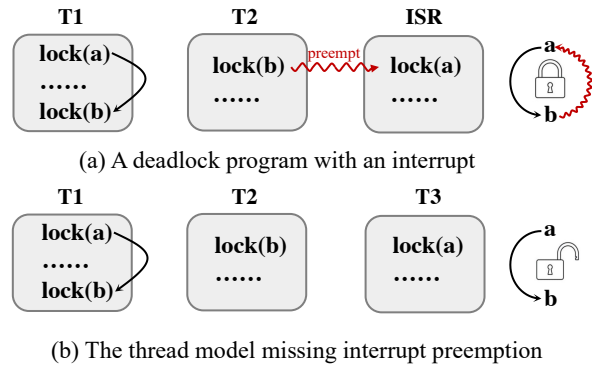 T1 T2 ISR
lock(a) lock(b) preempt lock(a) a
...... ...... ......
lock(b) b
(a) A deadlock program with an interrupt
T1 T2 T3
lock(a) lock(b) lock(a) a
...... ...... ......
lock(b) b
(b) The thread model missing interrupt preemption